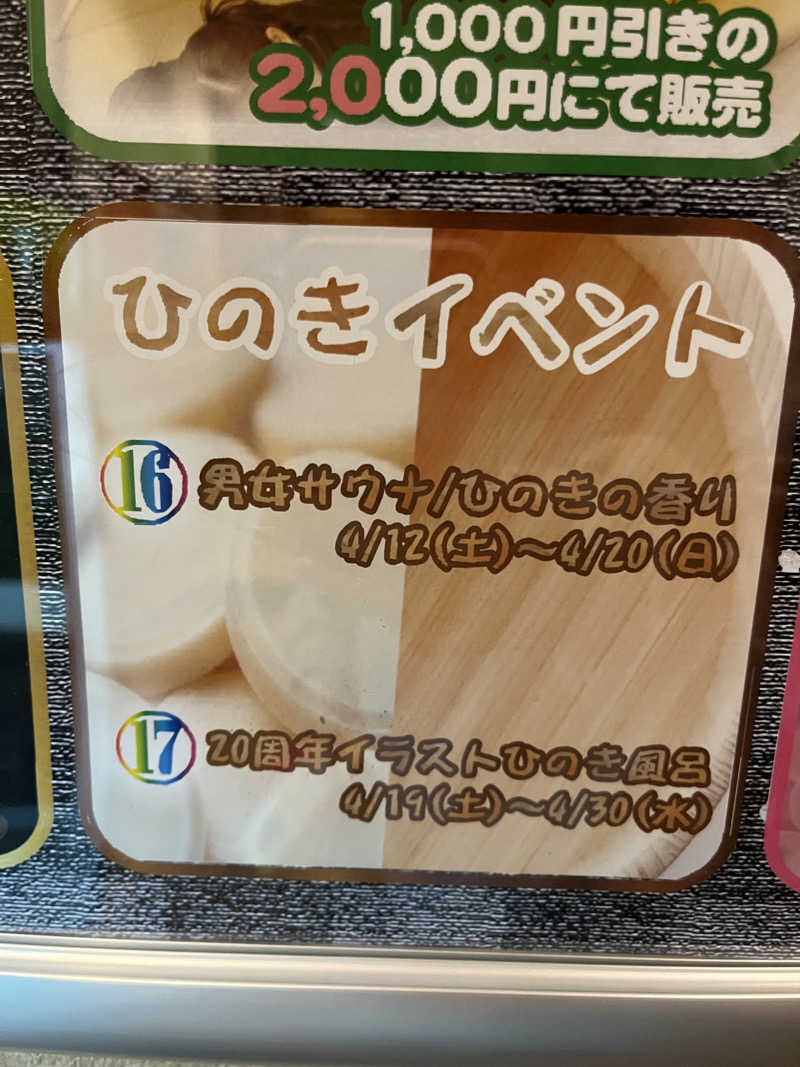 1,000円引きの
2,000円にて販売
ひのきイベント
16 男女サウナ/ひのきの香り
4/12(土)～4/20(日)
17 20周年イラストひのき風呂
4/19(土)～4/30(水)